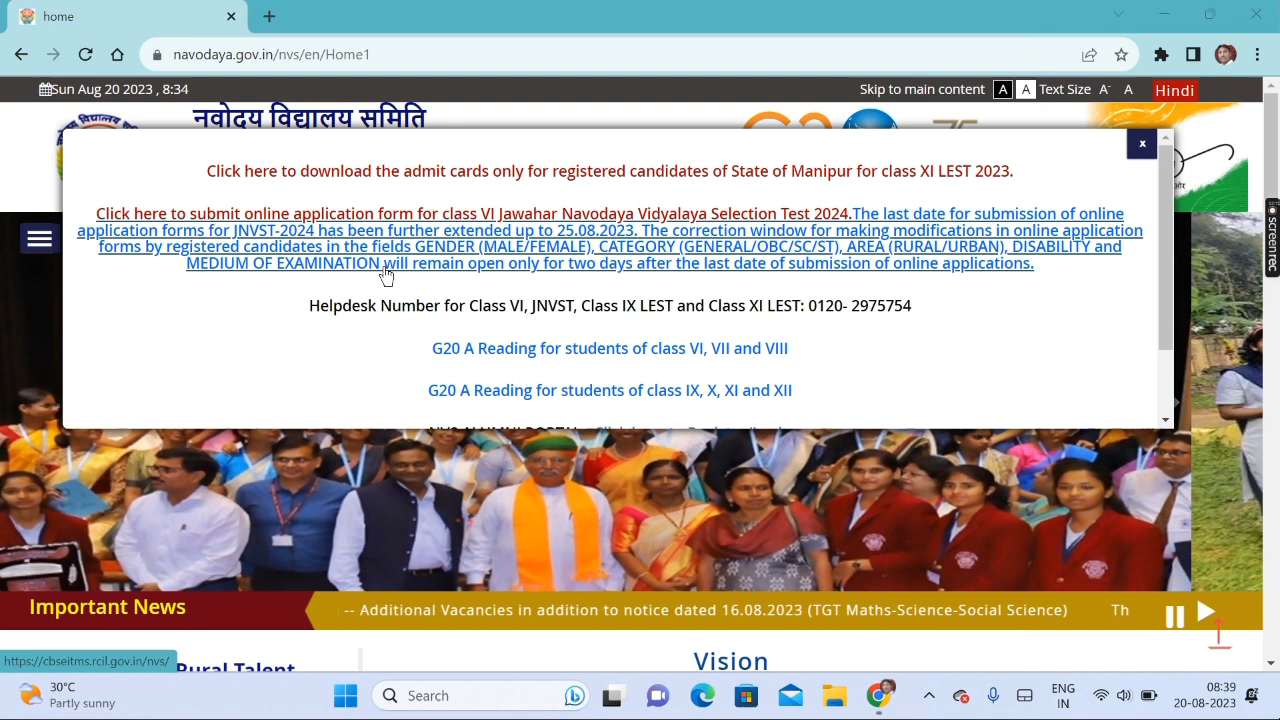 home
navodaya.gov.in/nvs/en/Home1
Sun Aug 20 2023 , 8:34
Skip to main content A A Text Size A- A Hindi
नवोदय विद्यालय समिति
x
Click here to download the admit cards only for registered candidates of State of Manipur for class XI LEST 2023.
Click here to submit online application form for class VI Jawahar Navodaya Vidyalaya Selection Test 2024.The last date for submission of online
application forms for JNVST-2024 has been further extended up to 25.08.2023. The correction window for making modifications in online application
forms by registered candidates in the fields GENDER (MALE/FEMALE), CATEGORY (GENERAL/OBC/SC/ST), AREA (RURAL/URBAN), DISABILITY and
MEDIUM OF EXAMINATION will remain open only for two days after the last date of submission of online applications.
Helpdesk Number for Class VI, JNVST, Class IX LEST and Class XI LEST: 0120- 2975754
G20 A Reading for students of class VI, VII and VIII
G20 A Reading for students of class IX, X, XI and XII
screenrec
Important News
-- Additional Vacancies in addition to notice dated 16.08.2023 (TGT Maths-Science-Social Science) Th
https://cbseitms.rcil.gov.in/nvs/
Rural Talent
Vision
30°C
Partly sunny
Search
ENG
IN
08:39
20-08-2023